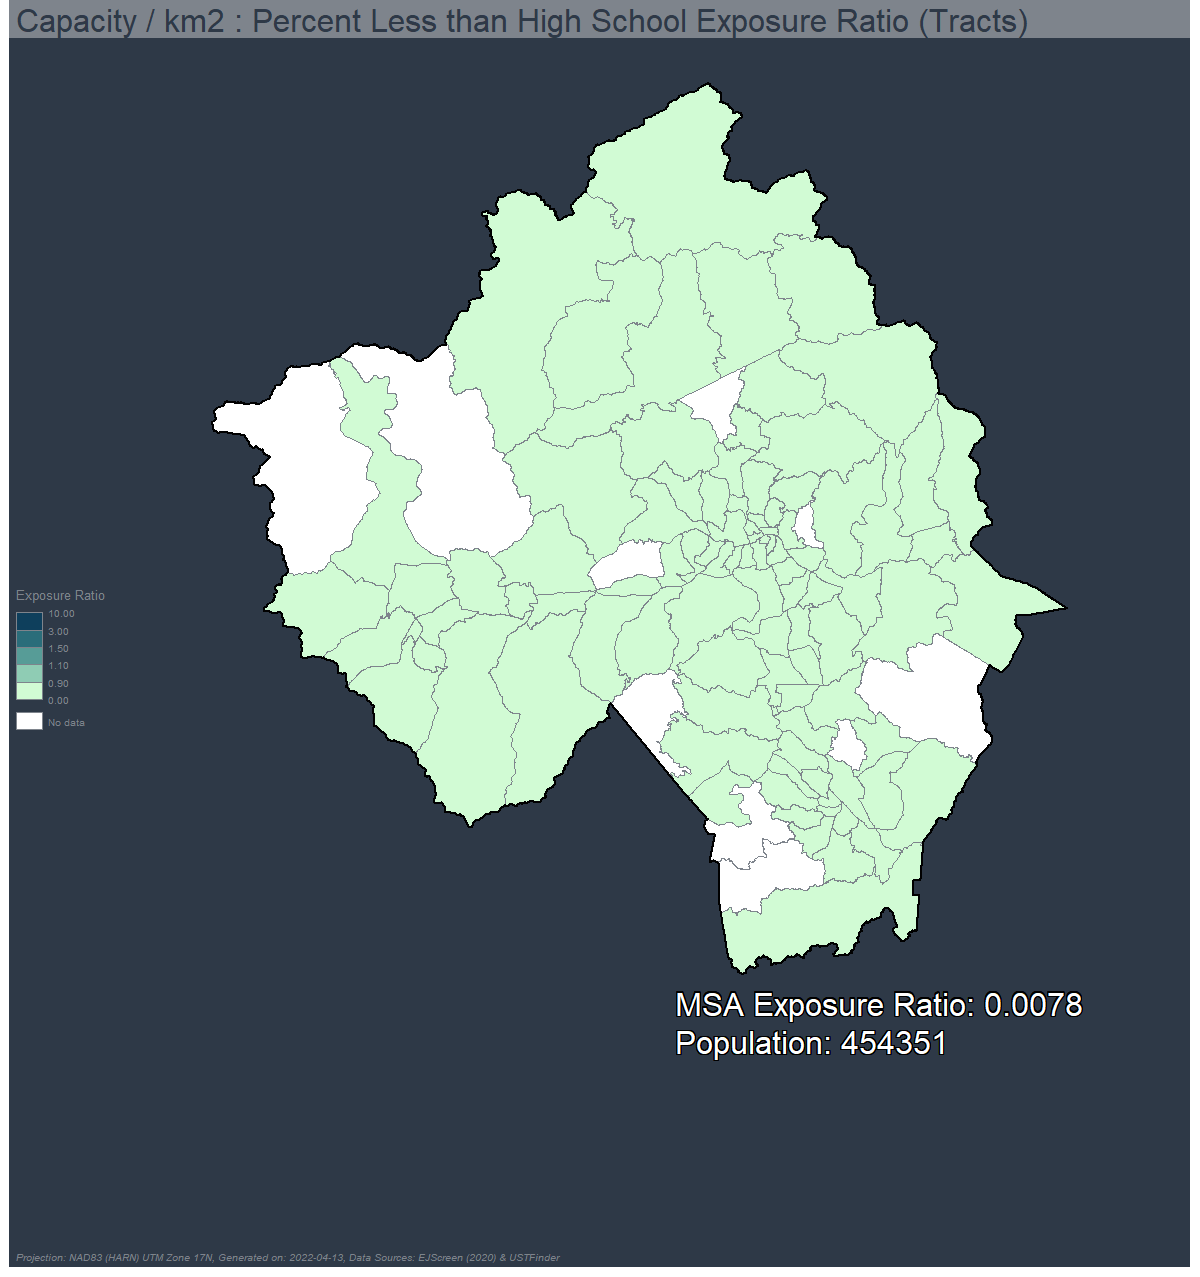 Capacity / km2 : Percent Less than High School Exposure Ratio (Tracts)
Exposure Ratio
10.00
3.00
1.50
1.10
0.90
0.00
No data
MSA Exposure Ratio: 0.0078
Population: 454351
Projection: NAD83 (HARN) UTM Zone 17N, Generated on: 2022-04-13, Data Sources: EJScreen (2020) & USTFinder